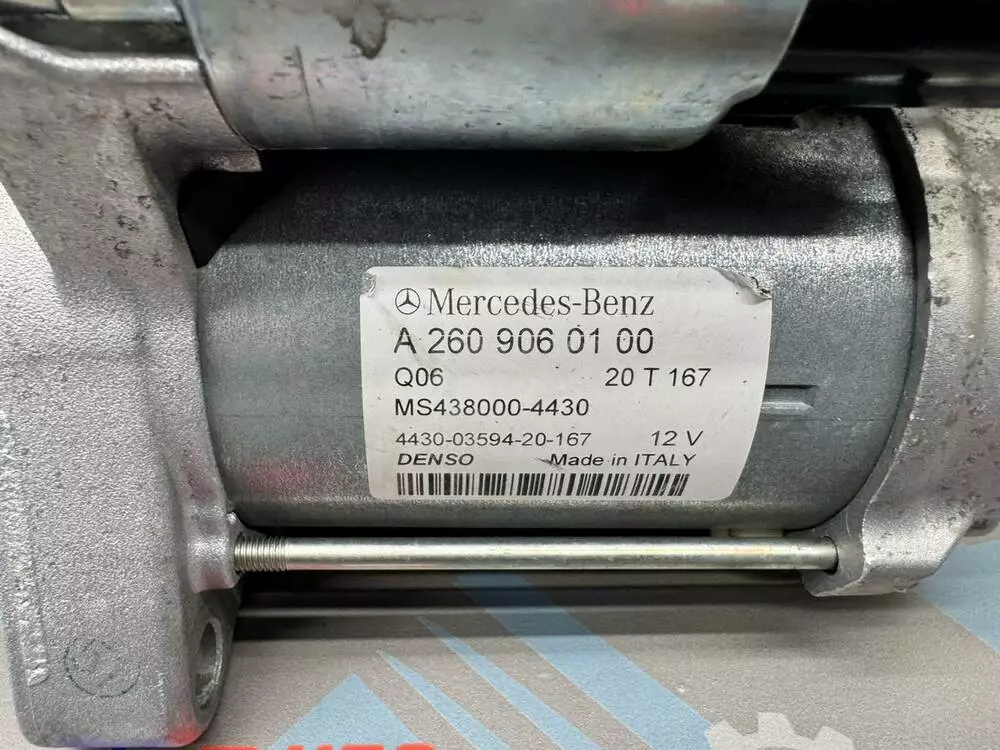 Mercedes-Benz
A 260 906 01 00
Q06 20 T 167
MS438000-4430
4430-03594-20-167 12 V
DENSO Made in ITALY